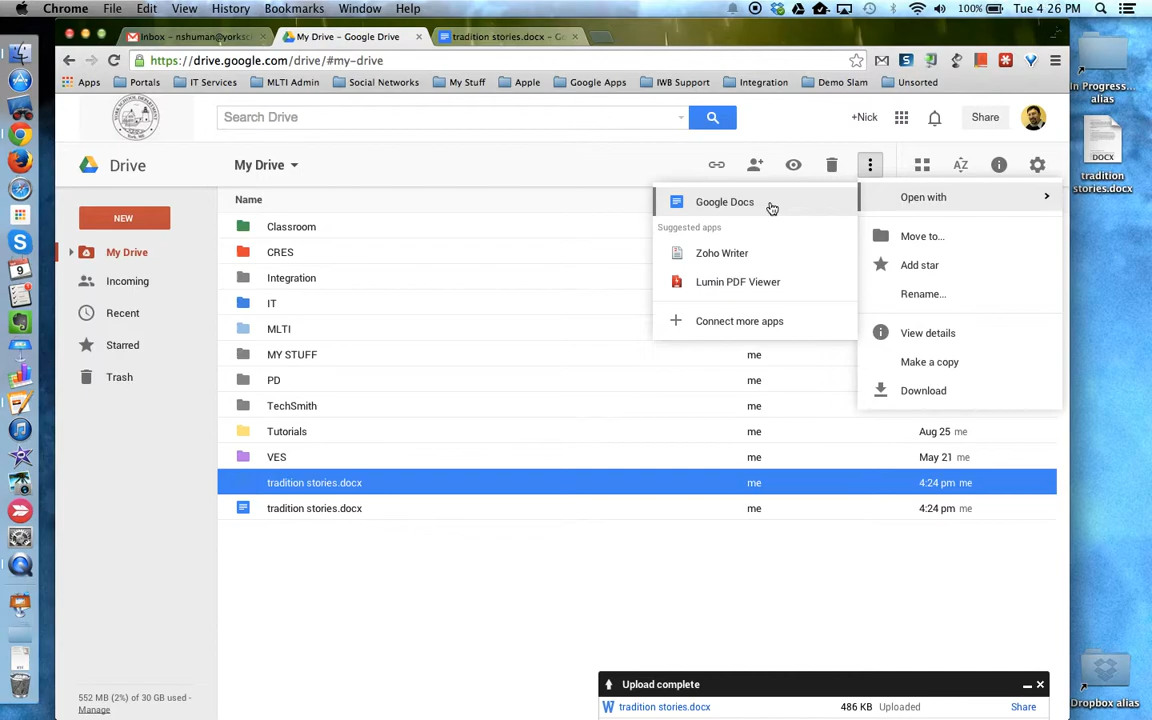 Chrome File Edit View History Bookmarks Window Help 100% Tue 4:26 PM
Inbox – nshuman@yorksc
My Drive – Google Drive
tradition stories.docx – Go
https://drive.google.com/drive/#my-drive
Apps Portals IT Services MLTI Admin Social Networks My Stuff Apple Google Apps IWB Support Integration Demo Slam Unsorted
In Progress... alias
Search Drive
+Nick
Share
DOCX
tradition stories.docx
Drive
My Drive
NEW
My Drive
Incoming
Recent
Starred
Trash
Name
Classroom
CRES
Integration
IT
MLTI
MY STUFF me
PD me
TechSmith me
Tutorials me Aug 25 me
VES me May 21 me
tradition stories.docx me 4:24 pm me
tradition stories.docx me 4:24 pm me
Google Docs
Suggested apps
Zoho Writer
Lumin PDF Viewer
Connect more apps
Open with
Move to...
Add star
Rename...
View details
Make a copy
Download
Upload complete
tradition stories.docx 486 KB Uploaded Share
552 MB (2%) of 30 GB used -
Manage
Dropbox alias